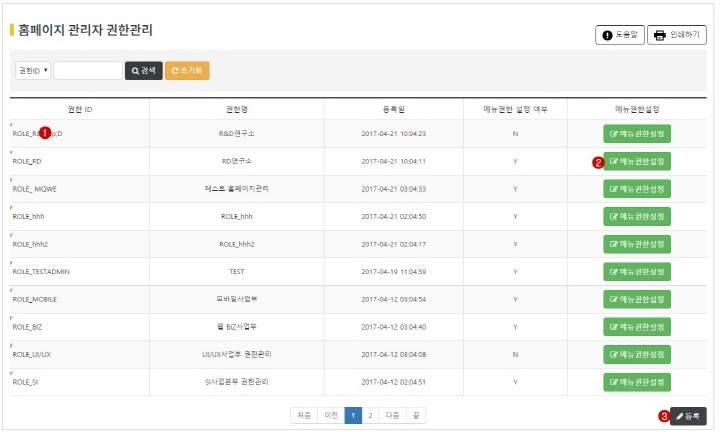 홈페이지 관리자 권한관리
도움말 인쇄하기
권한ID 검색 초기화
권한 ID 권한명 등록일 메뉴권한 설정 여부 메뉴권한설정
ROLE_R& 1 p;D R&D연구소 2017-04-21 10:04:23 N 메뉴권한설정
ROLE_RD RD연구소 2017-04-21 10:04:11 Y 2 메뉴권한설정
ROLE_ MQWE 테스트 홈페이지관리 2017-04-21 03:04:33 Y 메뉴권한설정
ROLE_hhh ROLE_hhh 2017-04-21 02:04:50 Y 메뉴권한설정
ROLE_hhh2 ROLE_hhh2 2017-04-21 02:04:17 Y 메뉴권한설정
ROLE_TESTADMIN TEST 2017-04-19 11:04:59 Y 메뉴권한설정
ROLE_MOBILE 모바일사업부 2017-04-12 03:04:54 Y 메뉴권한설정
ROLE_BIZ 웹 BIZ사업부 2017-04-12 03:04:40 Y 메뉴권한설정
ROLE_UI/UX UI/UX사업부 권한관리 2017-04-12 03:04:08 N 메뉴권한설정
ROLE_SI SI사업본부 권한관리 2017-04-12 02:04:51 Y 메뉴권한설정
처음 이전 1 2 다음 끝 3 등록